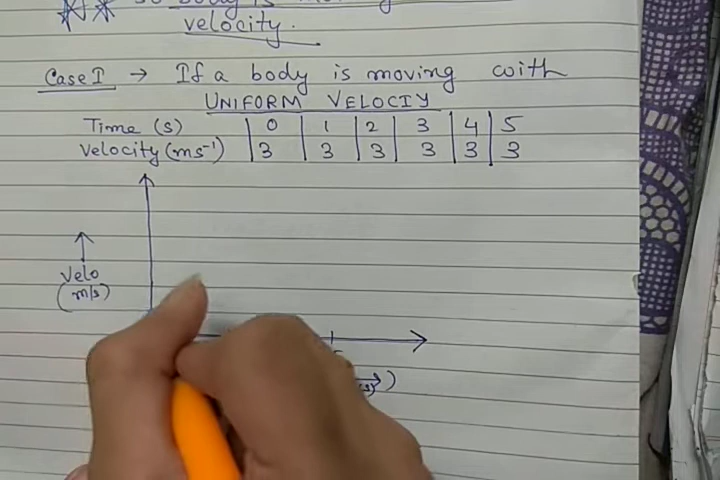 velocity.
Case I → If a body is moving with
UNIFORM VELOCIY
Time (s) | 0 | 1 | 2 | 3 | 4 | 5
Velocity (ms⁻¹) | 3 | 3 | 3 | 3 | 3 | 3
Velo
(m/s)